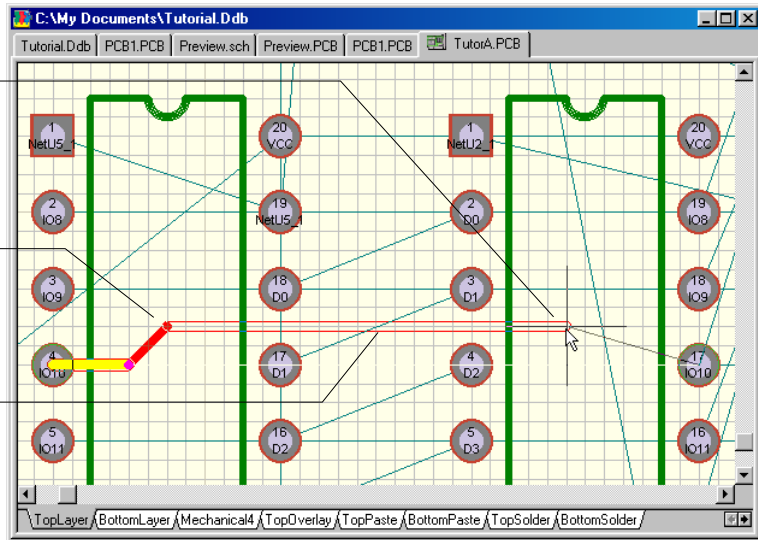 C:\My Documents\Tutorial.Ddb
Tutorial.Ddb PCB1.PCB Preview.sch Preview.PCB PCB1.PCB TutorA.PCB
1 20 1 20
NetU5_1 VCC NetU2_1 VCC
2 19 2 19
IO8 NetU5_1 D0 IO8
3 18 3 18
IO9 D0 D1 IO9
4 17 4 17
IO10 D1 D2 IO10
5 16 5 16
IO11 D2 D3 IO11
TopLayer BottomLayer Mechanical4 TopOverlay TopPaste BottomPaste TopSolder BottomSolder